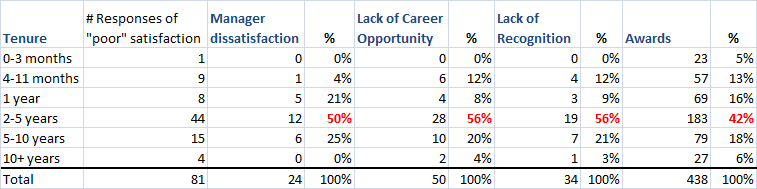 # Responses of Manager Lack of Career Lack of
Tenure "poor" satisfaction dissatisfaction % Opportunity % Recognition % Awards %
0-3 months 1 0 0% 0 0% 0 0% 23 5%
4-11 months 9 1 4% 6 12% 4 12% 57 13%
1 year 8 5 21% 4 8% 3 9% 69 16%
2-5 years 44 12 50% 28 56% 19 56% 183 42%
5-10 years 15 6 25% 10 20% 7 21% 79 18%
10+ years 4 0 0% 2 4% 1 3% 27 6%
Total 81 24 100% 50 100% 34 100% 438 100%